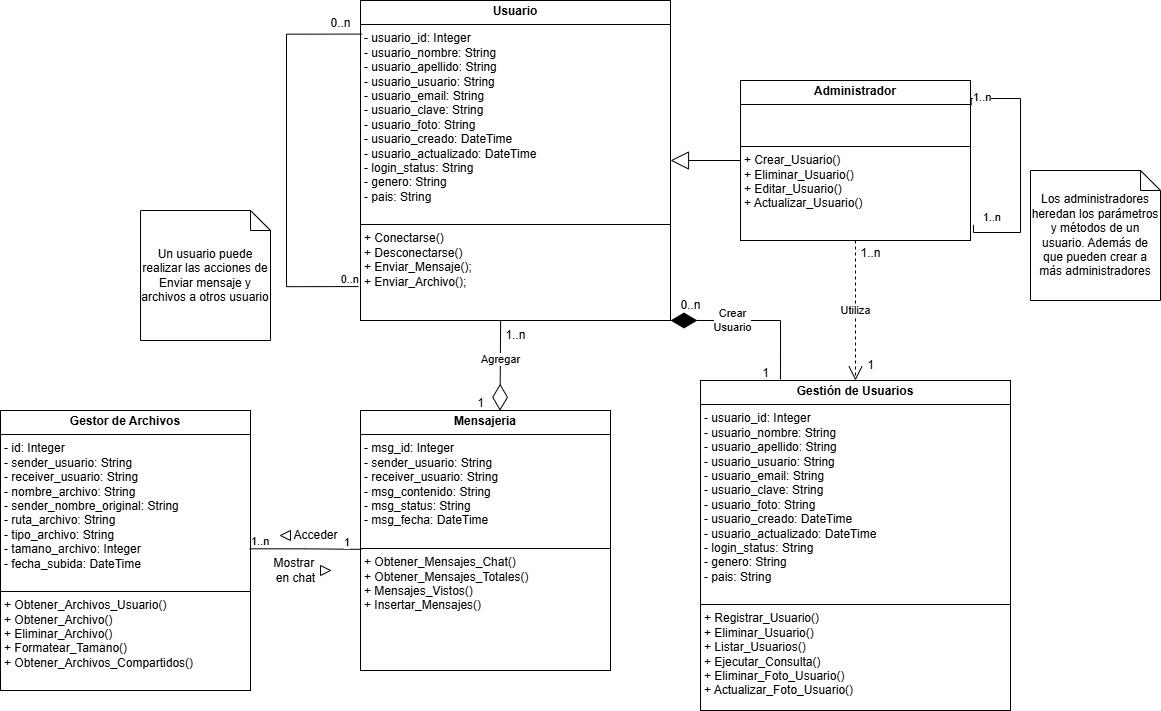 Usuario
0..n
- usuario_id: Integer
- usuario_nombre: String
- usuario_apellido: String
- usuario_usuario: String
- usuario_email: String
- usuario_clave: String
- usuario_foto: String
- usuario_creado: DateTime
- usuario_actualizado: DateTime
- login_status: String
- genero: String
- pais: String
+ Conectarse()
+ Desconectarse()
+ Enviar_Mensaje();
+ Enviar_Archivo();
0..n
Administrador
1..n
+ Crear_Usuario()
+ Eliminar_Usuario()
+ Editar_Usuario()
+ Actualizar_Usuario()
1..n
Los administradores
heredan los parámetros
y métodos de un
usuario. Además de
que pueden crear a
más administradores
Un usuario puede
realizar las acciones de
Enviar mensaje y
archivos a otros usuario
1..n
Utiliza
1
0..n
Crear
Usuario
1
1..n
Agregar
1
Gestor de Archivos
- id: Integer
- sender_usuario: String
- receiver_usuario: String
- nombre_archivo: String
- sender_nombre_original: String
- ruta_archivo: String
- tipo_archivo: String
- tamano_archivo: Integer
- fecha_subida: DateTime
+ Obtener_Archivos_Usuario()
+ Obtener_Archivo()
+ Eliminar_Archivo()
+ Formatear_Tamano()
+ Obtener_Archivos_Compartidos()
1..n
Acceder
1
Mostrar
en chat
Mensajeria
- msg_id: Integer
- sender_usuario: String
- receiver_usuario: String
- msg_contenido: String
- msg_status: String
- msg_fecha: DateTime
+ Obtener_Mensajes_Chat()
+ Obtener_Mensajes_Totales()
+ Mensajes_Vistos()
+ Insertar_Mensajes()
Gestión de Usuarios
- usuario_id: Integer
- usuario_nombre: String
- usuario_apellido: String
- usuario_usuario: String
- usuario_email: String
- usuario_clave: String
- usuario_foto: String
- usuario_creado: DateTime
- usuario_actualizado: DateTime
- login_status: String
- genero: String
- pais: String
+ Registrar_Usuario()
+ Eliminar_Usuario()
+ Listar_Usuarios()
+ Ejecutar_Consulta()
+ Eliminar_Foto_Usuario()
+ Actualizar_Foto_Usuario()